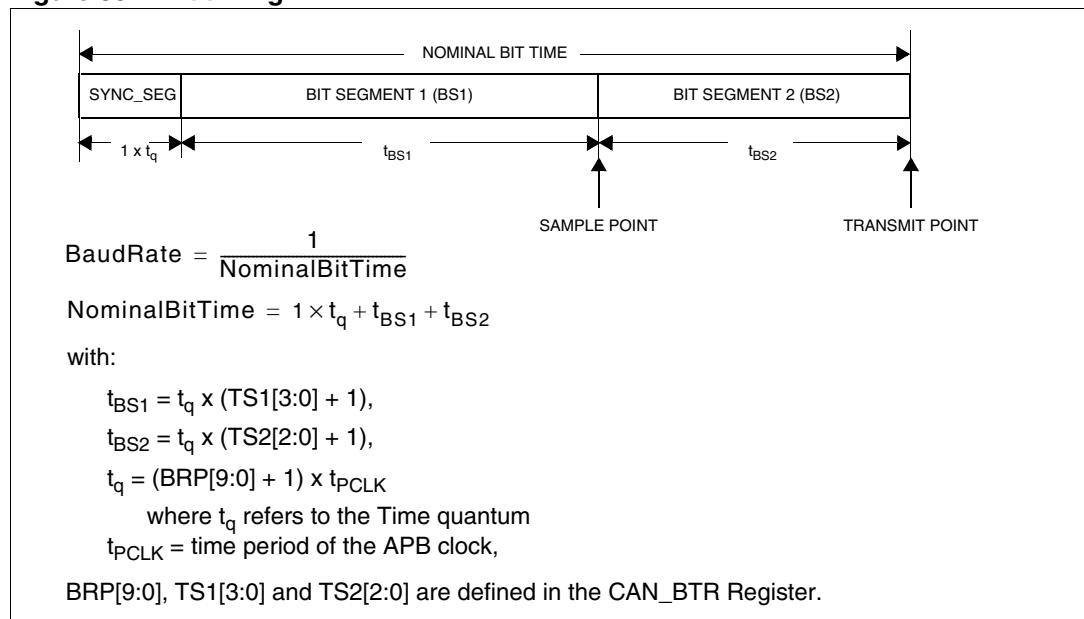 NOMINAL BIT TIME
SYNC_SEG BIT SEGMENT 1 (BS1) BIT SEGMENT 2 (BS2)
1 x tq tBS1 tBS2
SAMPLE POINT TRANSMIT POINT
BaudRate = 1 / NominalBitTime
NominalBitTime = 1 × tq + tBS1 + tBS2
with:
tBS1 = tq x (TS1[3:0] + 1),
tBS2 = tq x (TS2[2:0] + 1),
tq = (BRP[9:0] + 1) x tPCLK
where tq refers to the Time quantum
tPCLK = time period of the APB clock,
BRP[9:0], TS1[3:0] and TS2[2:0] are defined in the CAN_BTR Register.